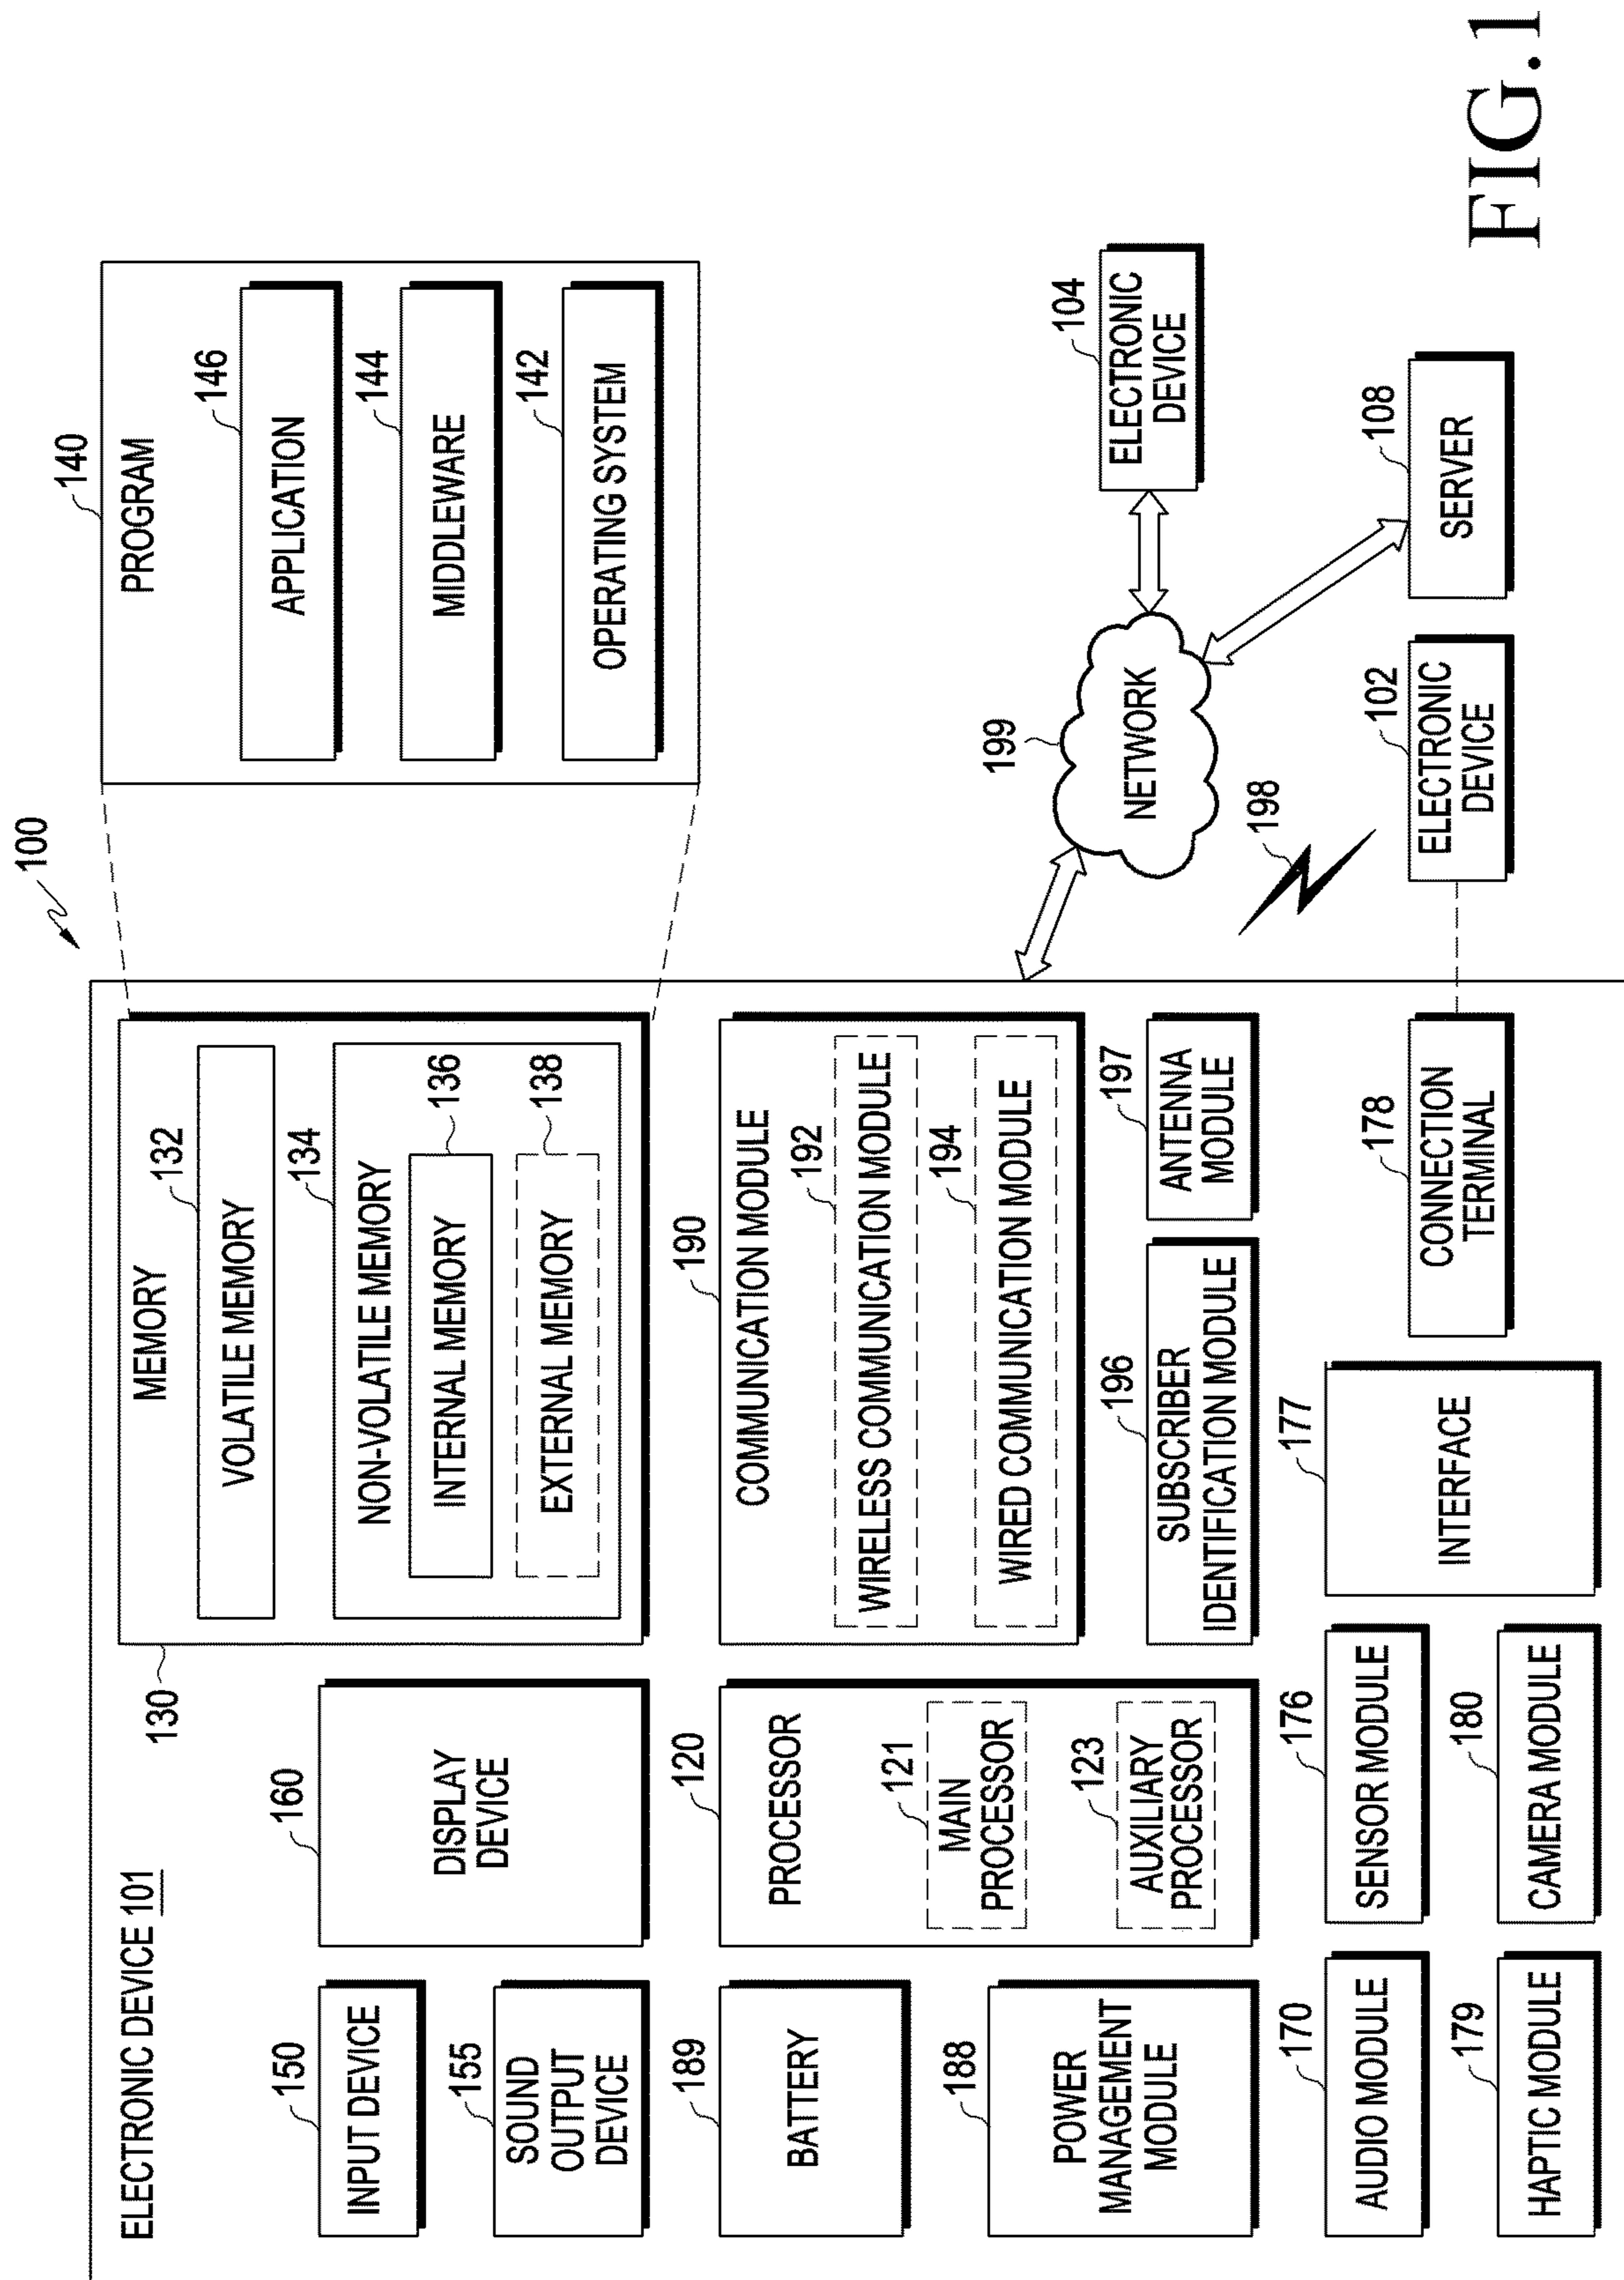 100
ELECTRONIC DEVICE 101
130
MEMORY
132
VOLATILE MEMORY
134
NON-VOLATILE MEMORY
136
INTERNAL MEMORY
138
EXTERNAL MEMORY
140
PROGRAM
146
APPLICATION
144
MIDDLEWARE
142
OPERATING SYSTEM
150
INPUT DEVICE
155
SOUND
OUTPUT
DEVICE
160
DISPLAY
DEVICE
189
BATTERY
188
POWER
MANAGEMENT
MODULE
120
PROCESSOR
121
MAIN
PROCESSOR
123
AUXILIARY
PROCESSOR
190
COMMUNICATION MODULE
192
WIRELESS COMMUNICATION MODULE
194
WIRED COMMUNICATION MODULE
196
SUBSCRIBER
IDENTIFICATION MODULE
197
ANTENNA
MODULE
199
NETWORK
104
ELECTRONIC
DEVICE
198
170
AUDIO MODULE
176
SENSOR MODULE
177
INTERFACE
178
CONNECTION
TERMINAL
102
ELECTRONIC
DEVICE
108
SERVER
179
HAPTIC MODULE
180
CAMERA MODULE
FIG.1